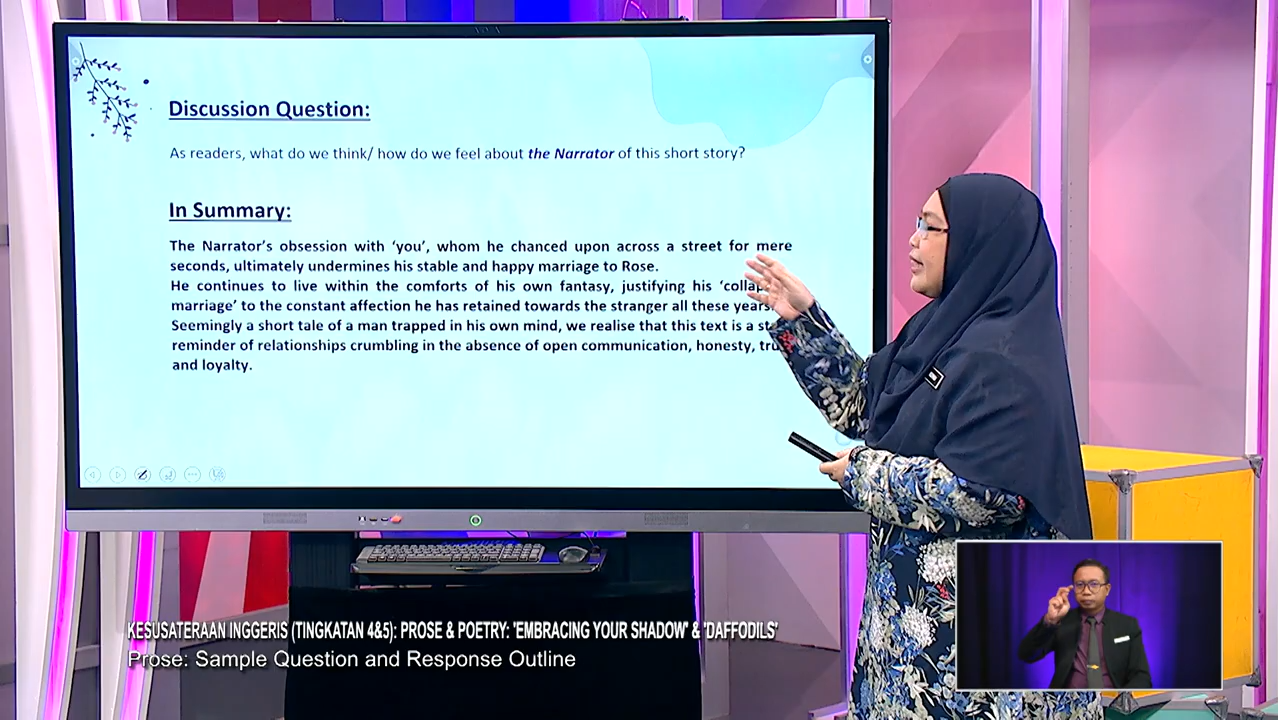 Discussion Question:
As readers, what do we think/ how do we feel about the Narrator of this short story?
In Summary:
The Narrator's obsession with 'you', whom he chanced upon across a street for mere
seconds, ultimately undermines his stable and happy marriage to Rose.
He continues to live within the comforts of his own fantasy, justifying his
marriage' to the constant affection he has retained towards the stranger all these years.
Seemingly a short tale of a man trapped in his own mind, we realise that this text is a
reminder of relationships crumbling in the absence of open communication, honesty,
and loyalty.
KESUSATERAAN INGGERIS (TINGKATAN 4&5): PROSE & POETRY: 'EMBRACING YOUR SHADOW' & 'DAFFODILS'
Prose: Sample Question and Response Outline